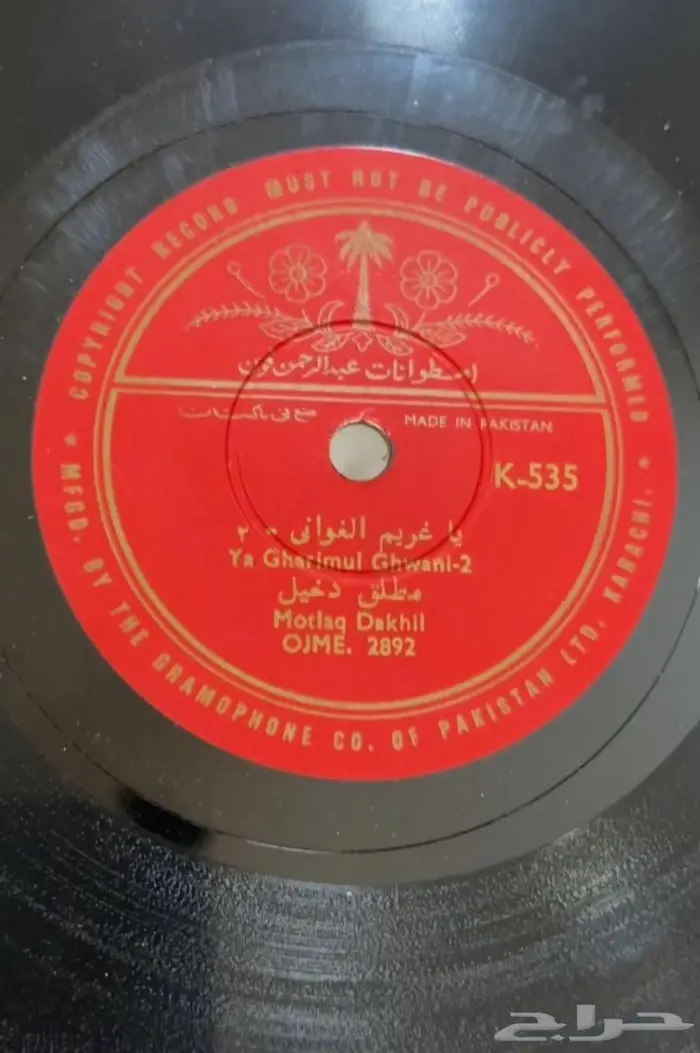 COPYRIGHT RECORD MUST NOT BE PUBLICLY PERFORMED
اسطوانات عبدالرحمن
صنع في باكستان
MADE IN PAKISTAN
K-535
يا غريم الغواني - ٢
Ya Gharimul Ghwani-2
مطلق دخيل
Motlaq Dakhil
OJME. 2892
★ MFGD. BY THE GRAMOPHONE CO. OF PAKISTAN LTD. KARACHI. ★
حراج